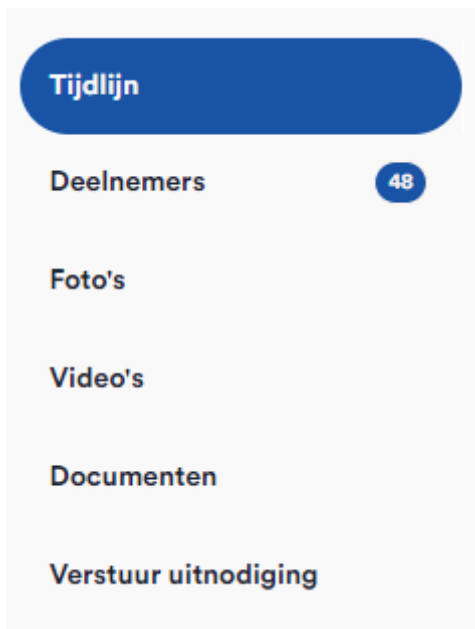 Tijdlijn
Deelnemers 48
Foto's
Video's
Documenten
Verstuur uitnodiging